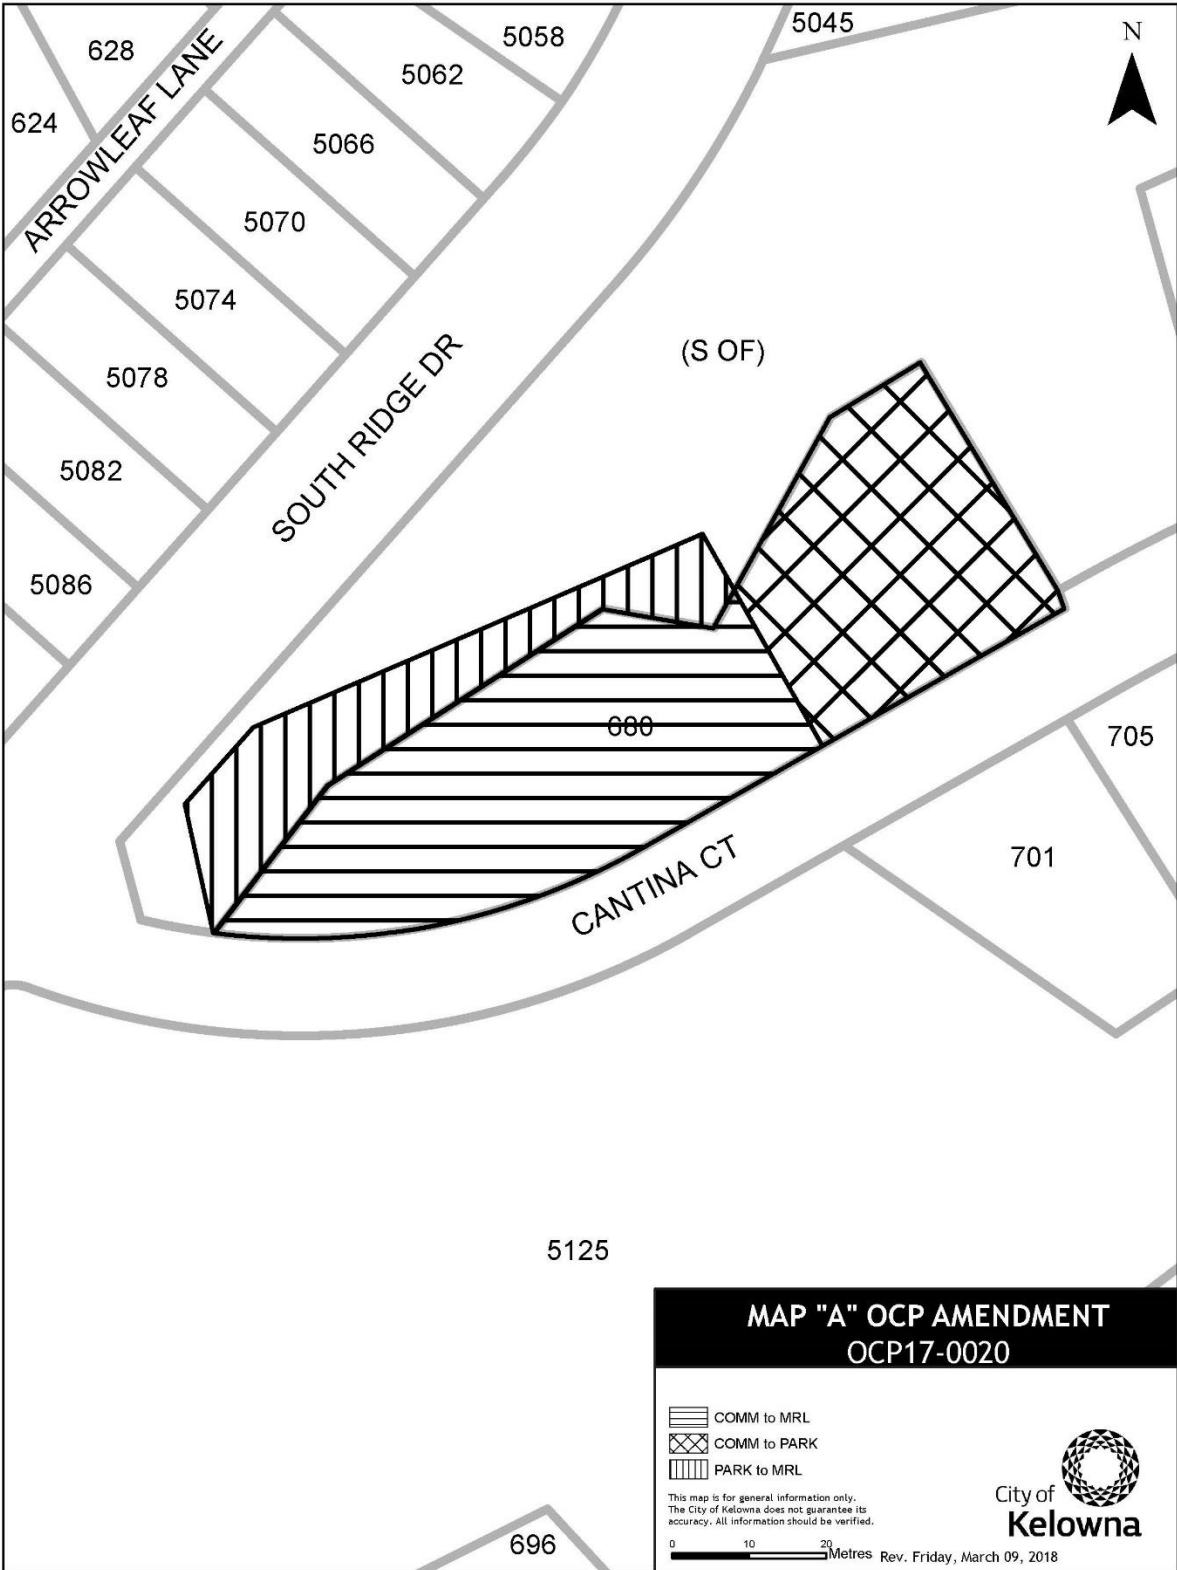 5045
628
5058
N
5062
624
ARROWLEAF LANE
5066
5070
5074
(S OF)
5078
SOUTH RIDGE DR
5082
5086
680
705
701
CANTINA CT
5125
MAP "A" OCP AMENDMENT
OCP17-0020
COMM to MRL
COMM to PARK
PARK to MRL
This map is for general information only.
The City of Kelowna does not guarantee its
accuracy. All information should be verified.
City of
Kelowna
0 10 20
Metres Rev. Friday, March 09, 2018
696